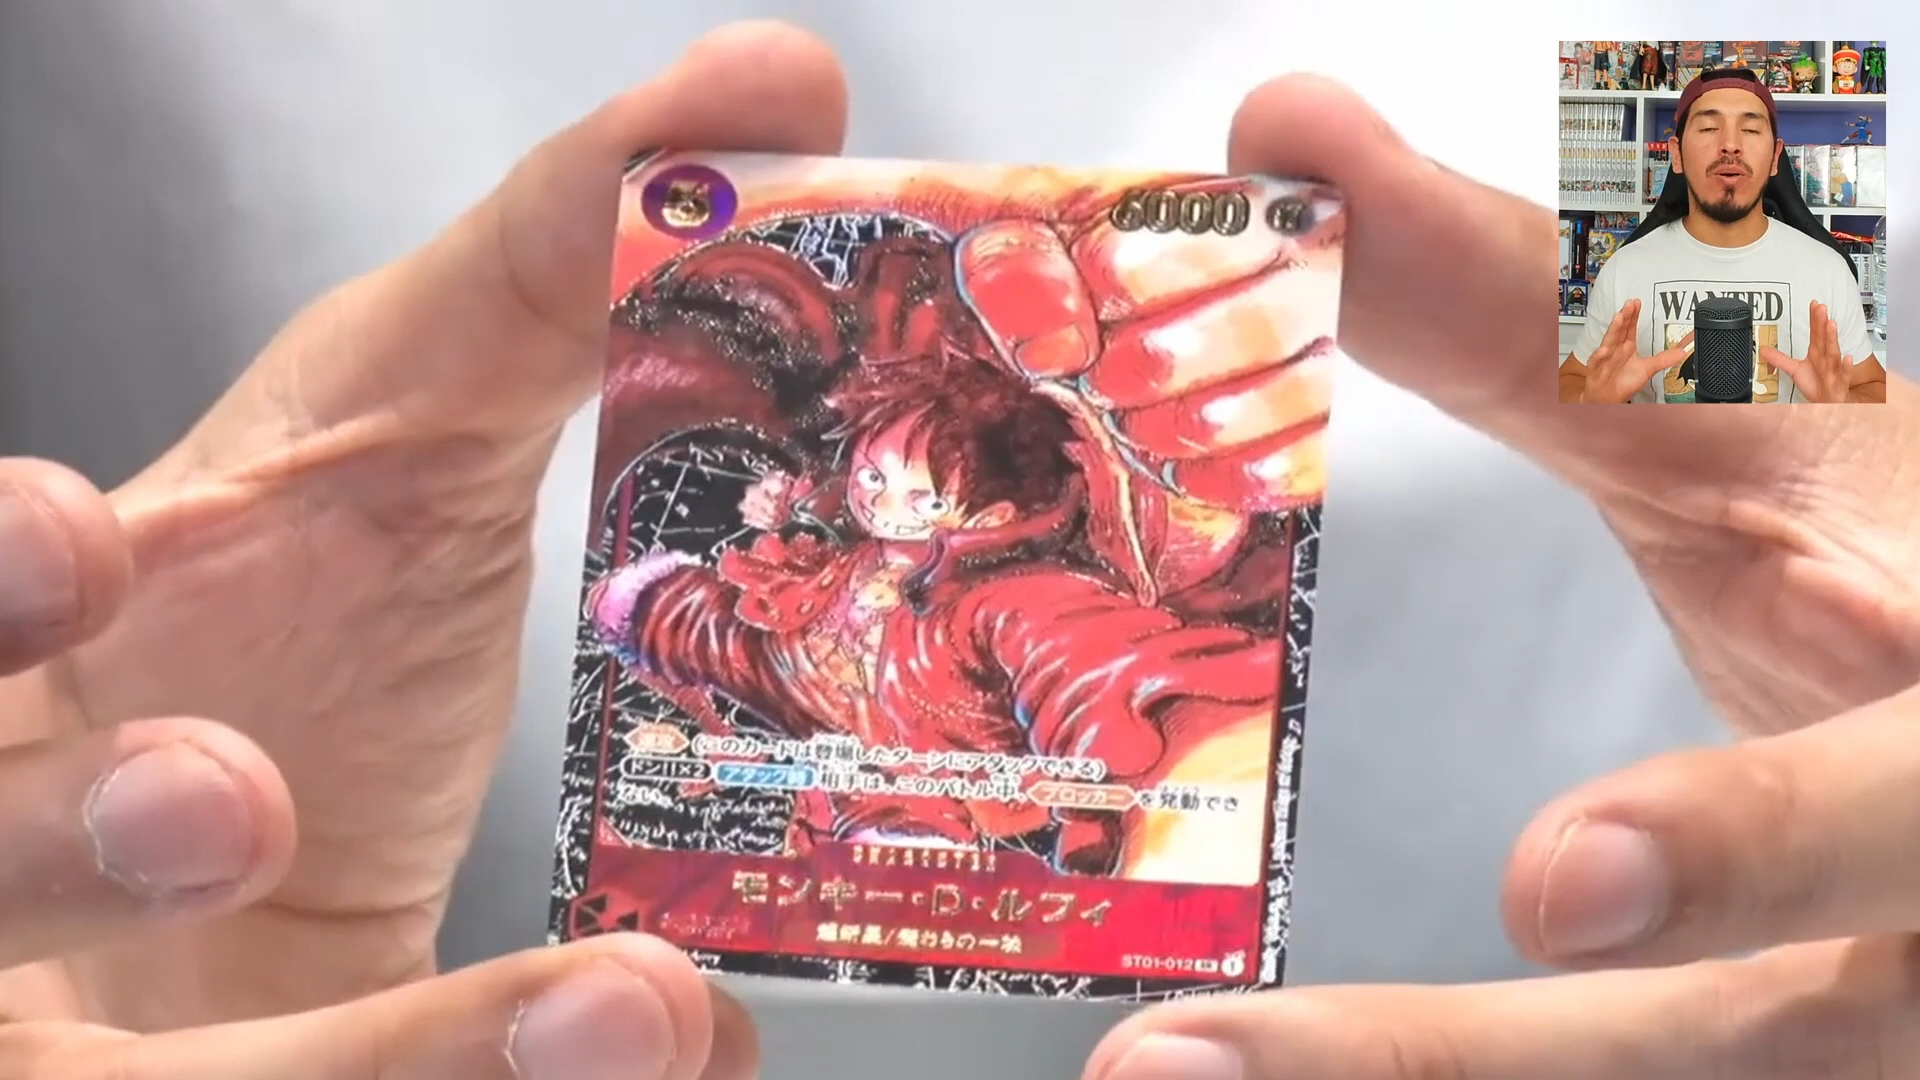 6000
WANTED
(このカードは登場したターンにアタックできる)
ドン!!×2 アタック時 相手は、このバトル中、ブロッカーを発動でき
ない。
CHARACTER
モンキー・D・ルフィ
超新星/麦わらの一味
ST01-012 SR 1